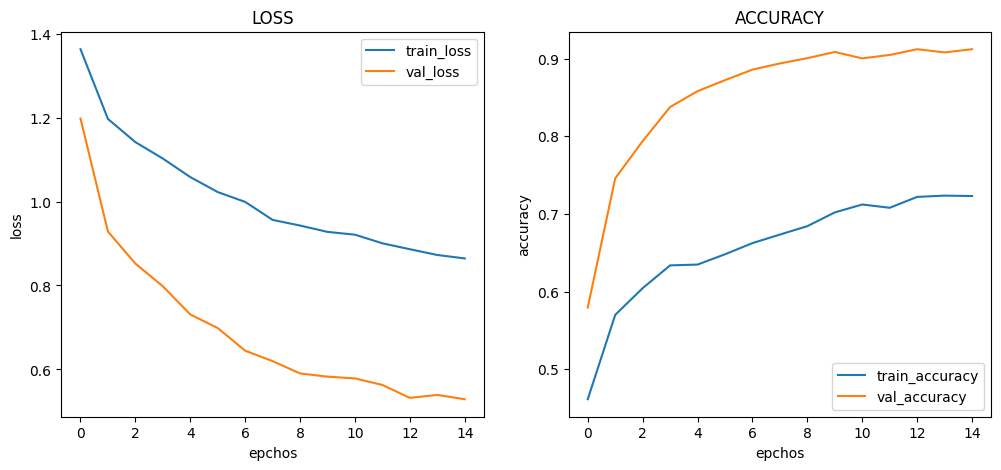 LOSS
1.4
1.2
1.0
0.8
0.6
loss
train_loss
val_loss
0 2 4 6 8 10 12 14
epchos
ACCURACY
0.9
0.8
0.7
0.6
0.5
accuracy
train_accuracy
val_accuracy
0 2 4 6 8 10 12 14
epchos